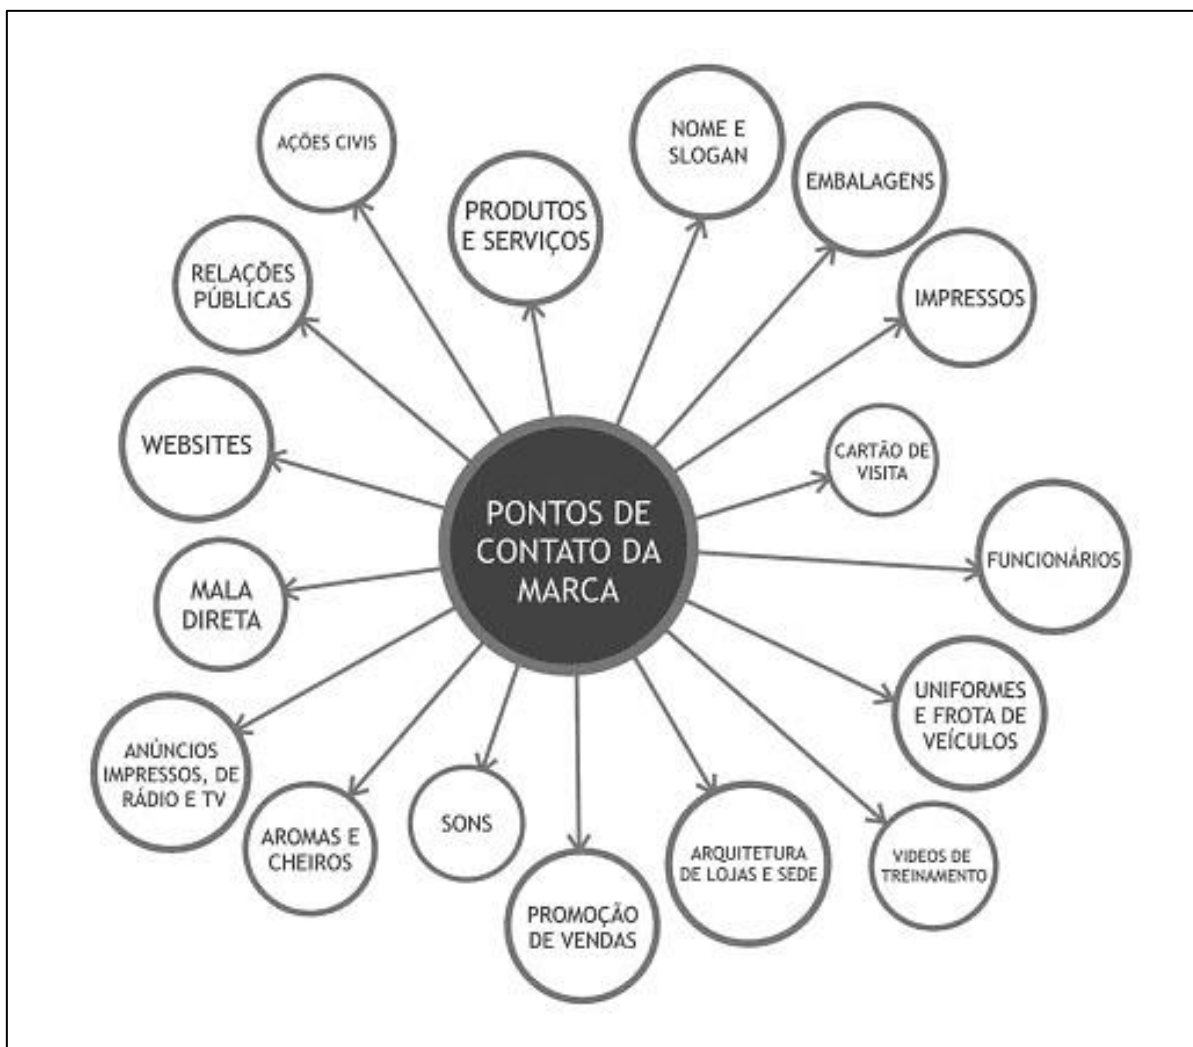 AÇÕES CIVIS
PRODUTOS
E SERVIÇOS
NOME E
SLOGAN
EMBALAGENS
IMPRESSOS
CARTÃO DE
VISITA
FUNCIONÁRIOS
UNIFORMES
E FROTA DE
VEÍCULOS
VIDEOS DE
TREINAMENTO
ARQUITETURA
DE LOJAS E SEDE
PROMOÇÃO
DE VENDAS
SONS
AROMAS E
CHEIROS
ANÚNCIOS
IMPRESSOS, DE
RÁDIO E TV
MALA
DIRETA
WEBSITES
RELAÇÕES
PÚBLICAS
PONTOS DE
CONTATO DA
MARCA